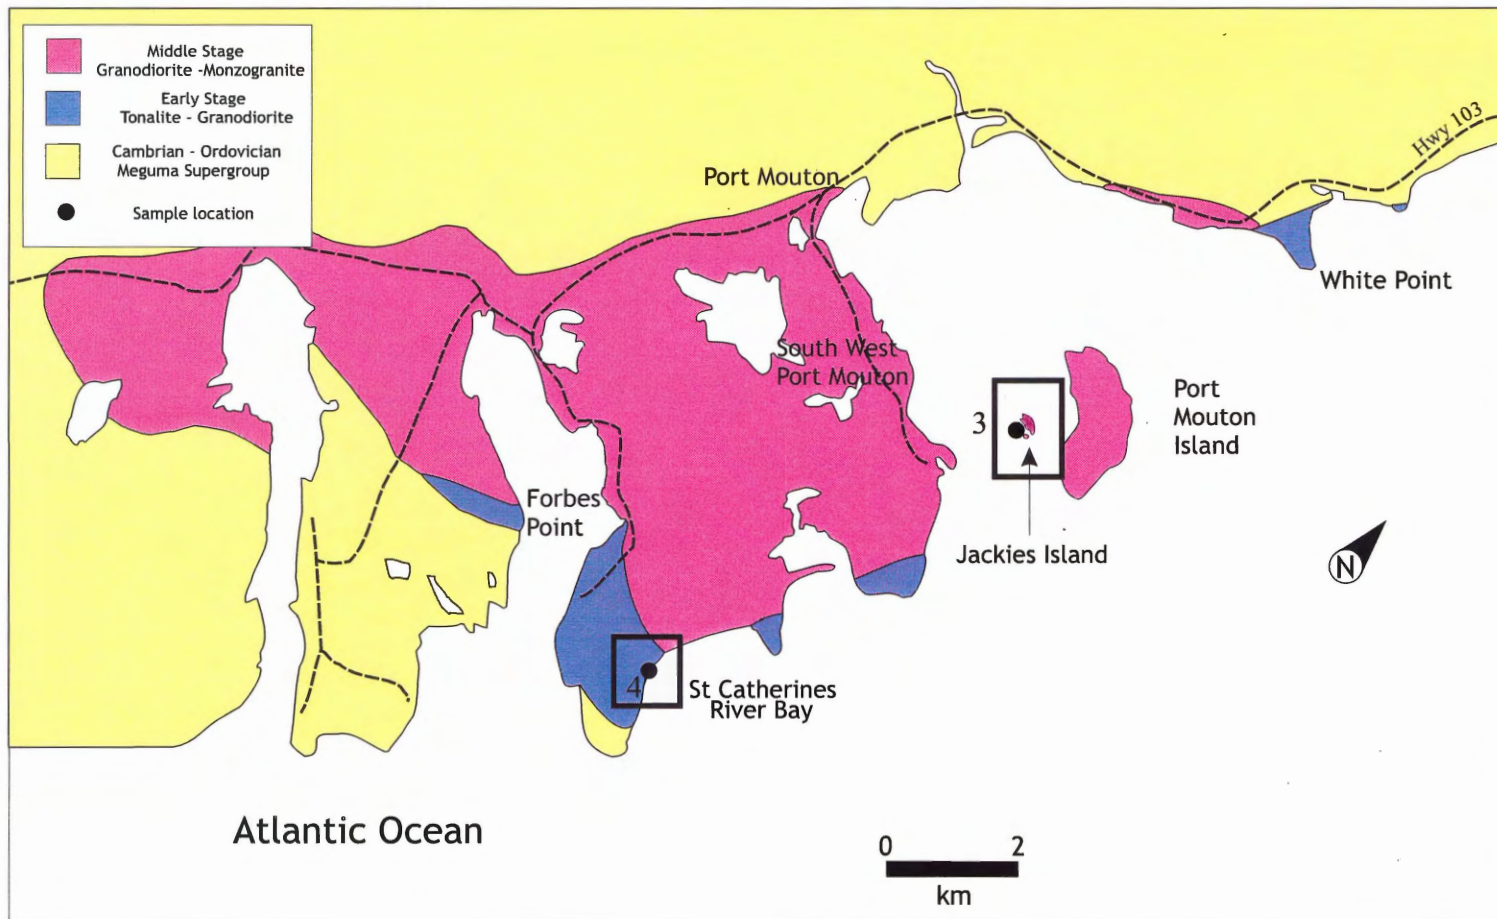 Middle Stage
Granodiorite -Monzogranite
Early Stage
Tonalite - Granodiorite
Cambrian - Ordovician
Meguma Supergroup
Sample location
Hwy 103
Port Mouton
White Point
South West
Port Mouton
Port
Mouton
Island
3
Forbes
Point
Jackies Island
N
4
St Catherines
River Bay
Atlantic Ocean
0 2
km